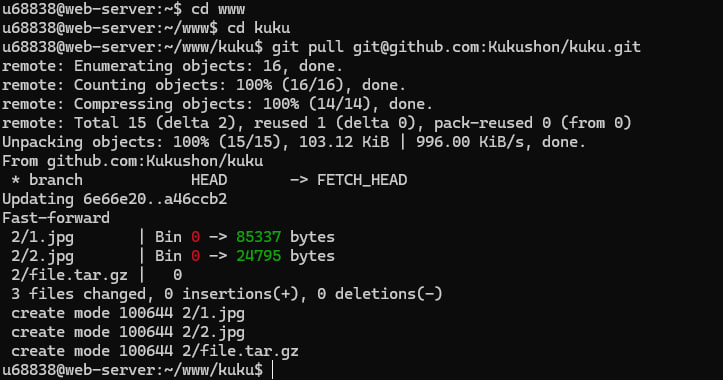 u68838@web-server:~$ cd www
u68838@web-server:~/www$ cd kuku
u68838@web-server:~/www/kuku$ git pull git@github.com:Kukushon/kuku.git
remote: Enumerating objects: 16, done.
remote: Counting objects: 100% (16/16), done.
remote: Compressing objects: 100% (14/14), done.
remote: Total 15 (delta 2), reused 1 (delta 0), pack-reused 0 (from 0)
Unpacking objects: 100% (15/15), 103.12 KiB | 996.00 KiB/s, done.
From github.com:Kukushon/kuku
 * branch            HEAD       -> FETCH_HEAD
Updating 6e66e20..a46ccb2
Fast-forward
 2/1.jpg       | Bin 0 -> 85337 bytes
 2/2.jpg       | Bin 0 -> 24795 bytes
 2/file.tar.gz |   0
 3 files changed, 0 insertions(+), 0 deletions(-)
 create mode 100644 2/1.jpg
 create mode 100644 2/2.jpg
 create mode 100644 2/file.tar.gz
u68838@web-server:~/www/kuku$